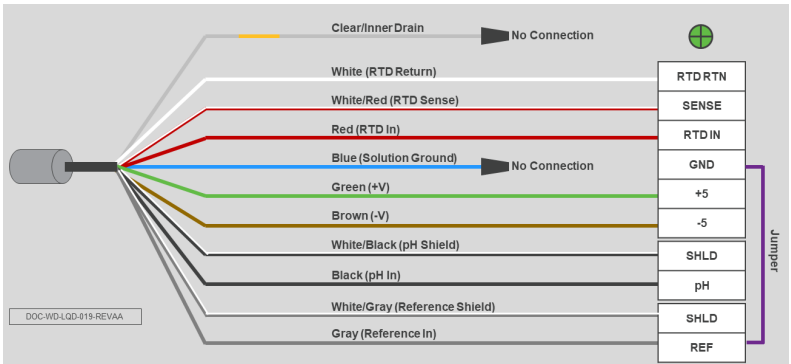 Clear/Inner Drain
No Connection
White (RTD Return)
RTD RTN
White/Red (RTD Sense)
SENSE
Red (RTD In)
RTD IN
Blue (Solution Ground)
No Connection
GND
Green (+V)
+5
Brown (-V)
-5
White/Black (pH Shield)
SHLD
Black (pH In)
pH
White/Gray (Reference Shield)
SHLD
Gray (Reference In)
REF
Jumper
DOC-WD-LQD-019-REVAA